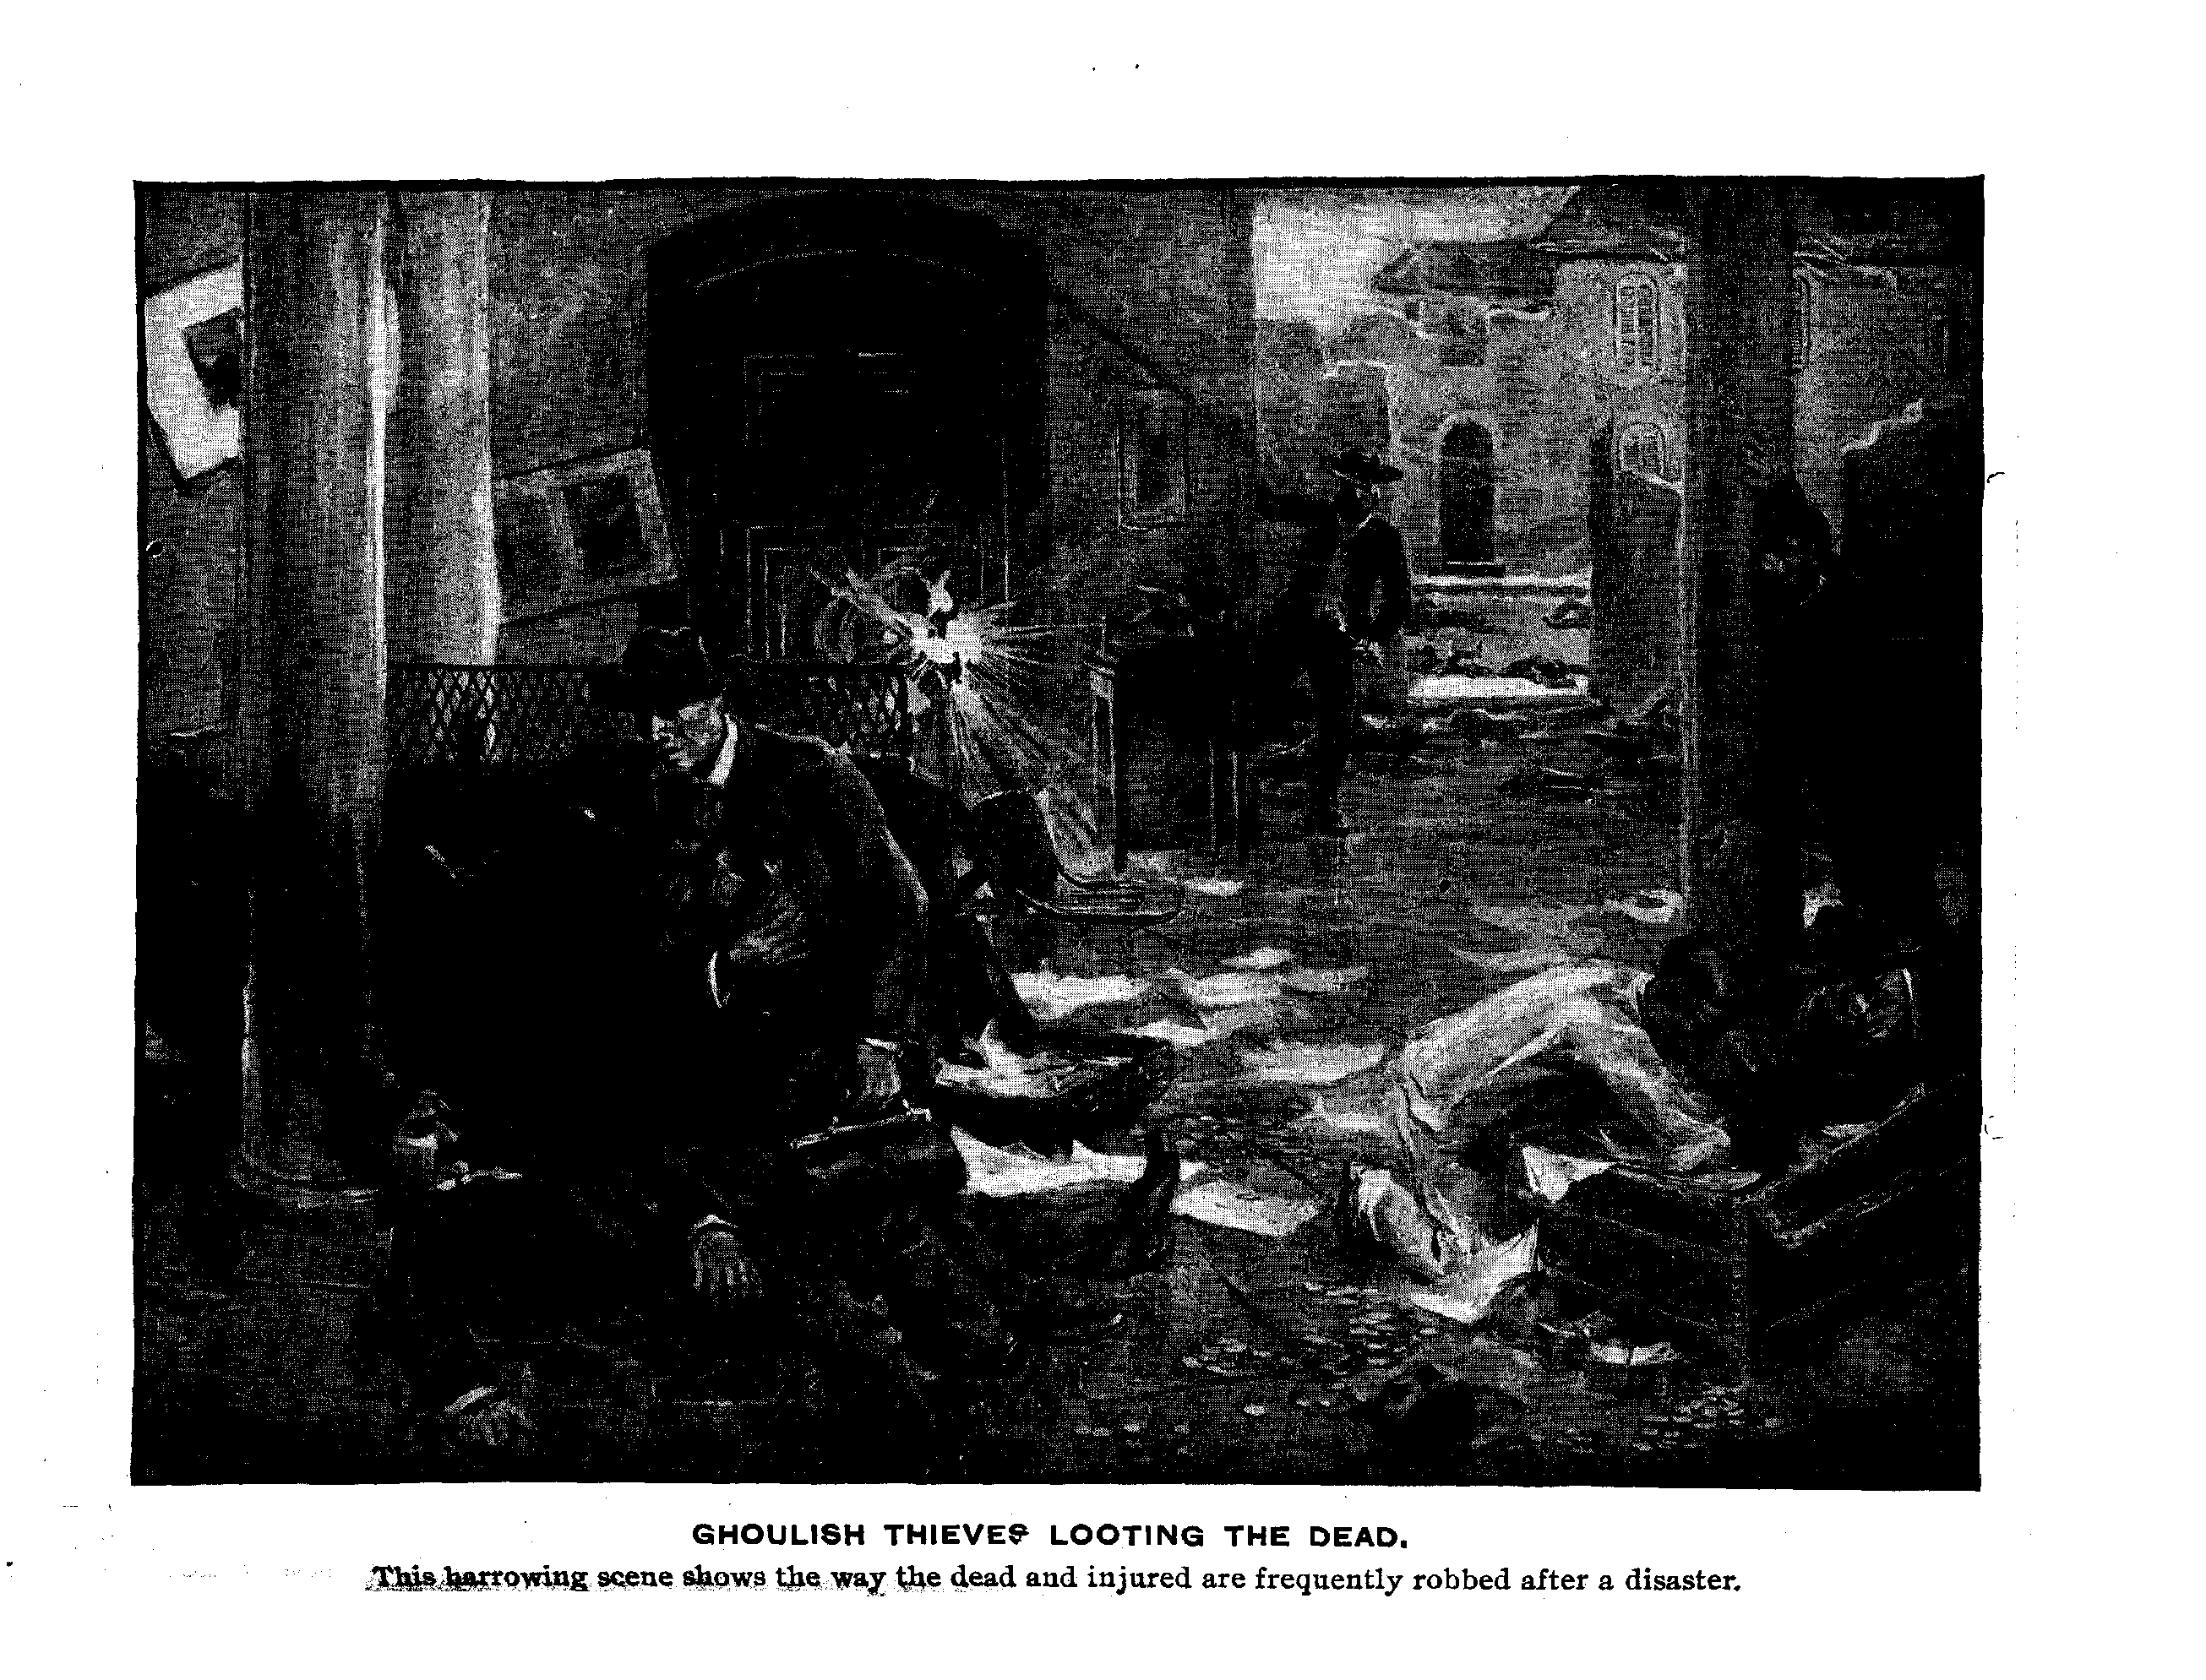 GHOULISH THIEVES LOOTING THE DEAD.
This harrowing scene shows the way the dead and injured are frequently robbed after a disaster.